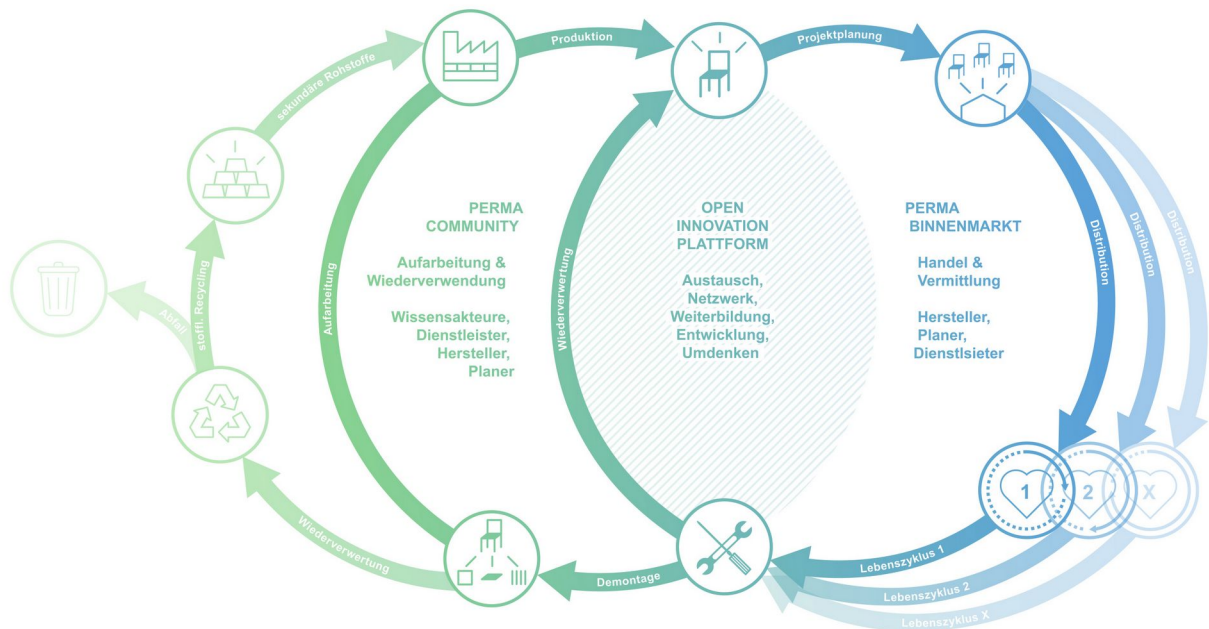 Produktion
Projektplanung
sekundäre Rohstoffe
PERMA
COMMUNITY
Aufarbeitung &
Wiederverwendung
Wissensakteure,
Dienstleister,
Hersteller,
Planer
OPEN
INNOVATION
PLATTFORM
Austausch,
Netzwerk,
Weiterbildung,
Entwicklung,
Umdenken
PERMA
BINNENMARKT
Handel &
Vermittlung
Hersteller,
Planer,
Dienstlsieter
Distribution
Distribution
Distribution
Aufarbeitung
Wiederverwertung
stoffl. Recycling
Abfall
1
2
X
Wiederverwertung
Demontage
Lebenszyklus 1
Lebenszyklus 2
Lebenszyklus X